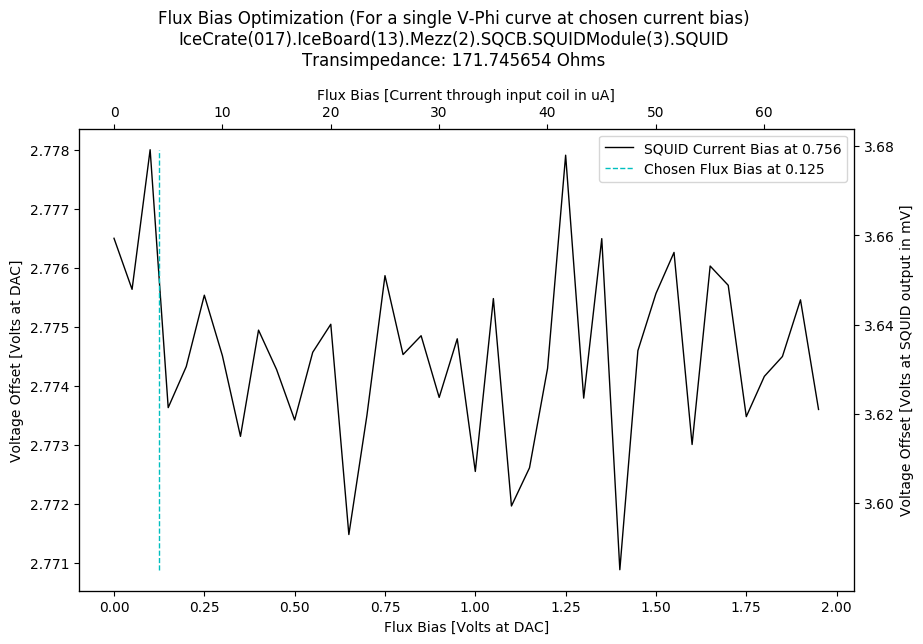 Flux Bias Optimization (For a single V-Phi curve at chosen current bias)
IceCrate(017).IceBoard(13).Mezz(2).SQCB.SQUIDModule(3).SQUID
Transimpedance: 171.745654 Ohms
Flux Bias [Current through input coil in uA]
0 10 20 30 40 50 60
SQUID Current Bias at 0.756
Chosen Flux Bias at 0.125
Voltage Offset [Volts at DAC]
2.778
2.777
2.776
2.775
2.774
2.773
2.772
2.771
3.68
3.66
3.64
3.62
3.60
Voltage Offset [Volts at SQUID output in mV]
0.00 0.25 0.50 0.75 1.00 1.25 1.50 1.75 2.00
Flux Bias [Volts at DAC]